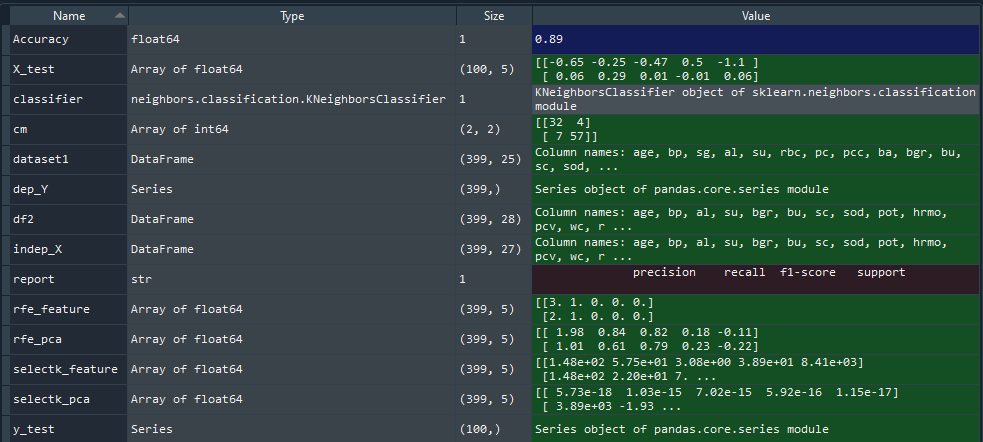 Name Type Size Value
Accuracy float64 1 0.89
X_test Array of float64 (100, 5) [[-0.65 -0.25 -0.47 0.5 -1.1 ]
[ 0.06 0.29 0.01 -0.01 0.06]
classifier neighbors.classification.KNeighborsClassifier 1 KNeighborsClassifier object of sklearn.neighbors.classification
module
cm Array of int64 (2, 2) [[32 4]
[ 7 57]]
dataset1 DataFrame (399, 25) Column names: age, bp, sg, al, su, rbc, pc, pcc, ba, bgr, bu,
sc, sod, ...
dep_Y Series (399,) Series object of pandas.core.series module
df2 DataFrame (399, 28) Column names: age, bp, al, su, bgr, bu, sc, sod, pot, hrmo,
pcv, wc, r ...
indep_X DataFrame (399, 27) Column names: age, bp, al, su, bgr, bu, sc, sod, pot, hrmo,
pcv, wc, r ...
report str 1 precision recall f1-score support
rfe_feature Array of float64 (399, 5) [[3. 1. 0. 0. 0.]
[2. 1. 0. 0. 0.]
rfe_pca Array of float64 (399, 5) [[ 1.98 0.84 0.82 0.18 -0.11]
[ 1.01 0.61 0.79 0.23 -0.22]
selectk_feature Array of float64 (399, 5) [[1.48e+02 5.75e+01 3.08e+00 3.89e+01 8.41e+03]
[1.48e+02 2.20e+01 7. ...
selectk_pca Array of float64 (399, 5) [[ 5.73e-18 1.03e-15 7.02e-15 5.92e-16 1.15e-17]
[ 3.89e+03 -1.93 ...
y_test Series (100,) Series object of pandas.core.series module